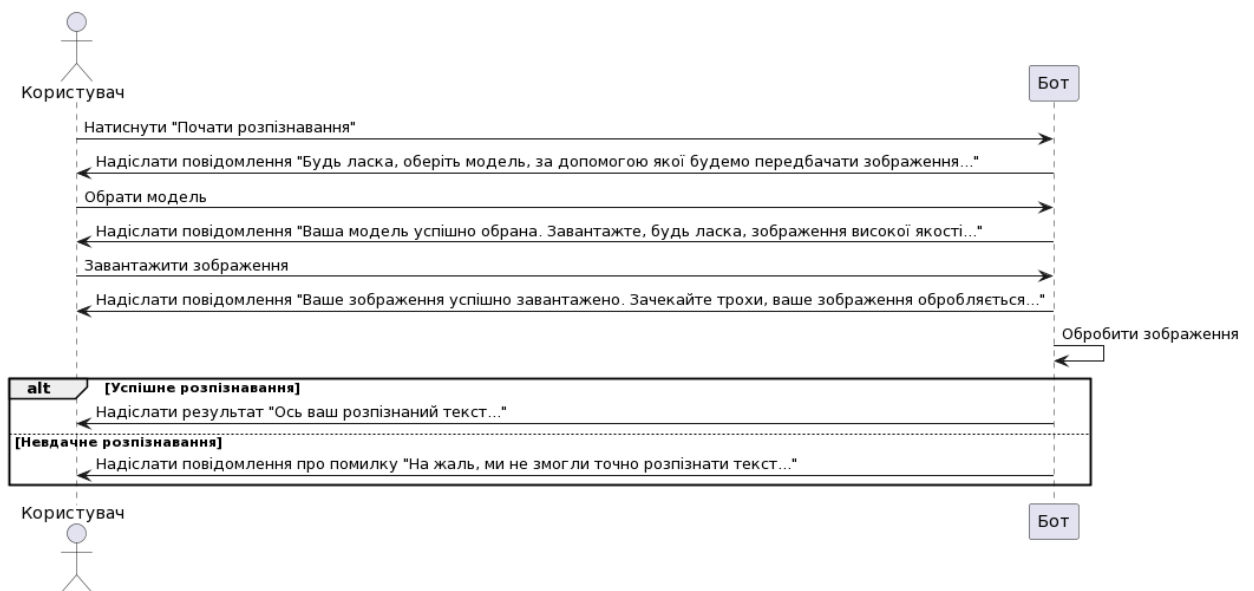 Користувач
Бот
Натиснути "Почати розпізнавання"
Надіслати повідомлення "Будь ласка, оберіть модель, за допомогою якої будемо передбачати зображення..."
Обрати модель
Надіслати повідомлення "Ваша модель успішно обрана. Завантажте, будь ласка, зображення високої якості..."
Завантажити зображення
Надіслати повідомлення "Ваше зображення успішно завантажено. Зачекайте трохи, ваше зображення обробляється..."
Обробити зображення
alt [Успішне розпізнавання]
Надіслати результат "Ось ваш розпізнаний текст..."
[Невдачне розпізнавання]
Надіслати повідомлення про помилку "На жаль, ми не змогли точно розпізнати текст..."
Користувач
Бот